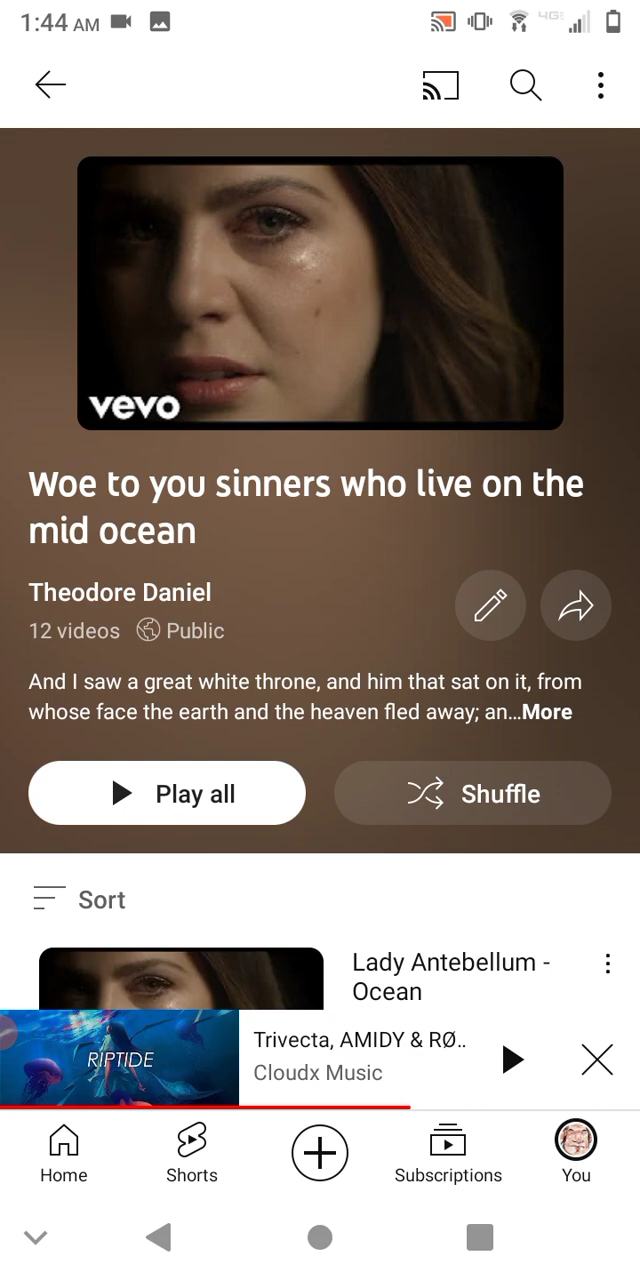 1:44 AM
4GE
vevo
Woe to you sinners who live on the
mid ocean
Theodore Daniel
12 videos Public
And I saw a great white throne, and him that sat on it, from
whose face the earth and the heaven fled away; an...More
Play all
Shuffle
Sort
Lady Antebellum -
Ocean
RIPTIDE
Trivecta, AMIDY & RØ..
Cloudx Music
Home
Shorts
Subscriptions
You